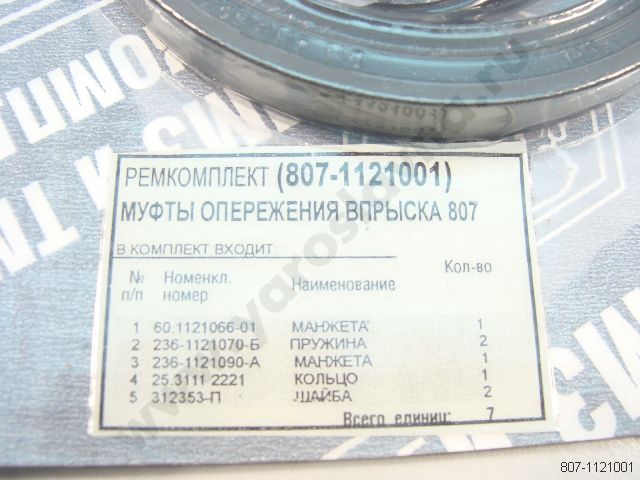 РЕМКОМПЛЕКТ (807-1121001)
МУФТЫ ОПЕРЕЖЕНИЯ ВПРЫСКА 807
В КОМПЛЕКТ ВХОДИТ:
№ п/п Номенкл. номер Наименование Кол-во
1 60.1121066-01 МАНЖЕТА 1
2 236-1121070-Б ПРУЖИНА 2
3 236-1121090-А МАНЖЕТА 1
4 25.3111 2221 КОЛЬЦО 1
5 312353-П ШАЙБА 2
Всего единиц: 7
807-1121001